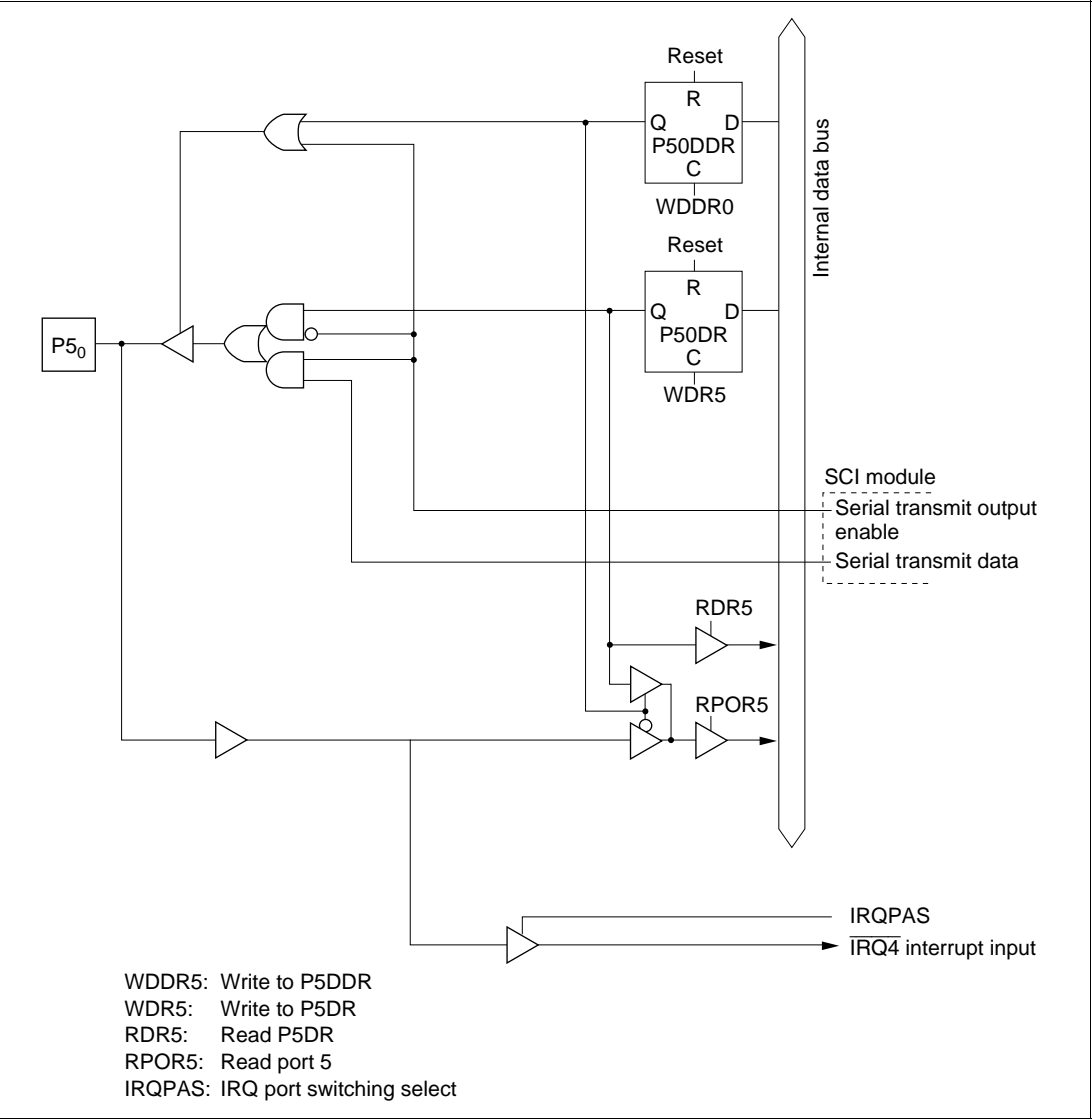 Reset
R
Q D
P50DDR
C
WDDR0
Internal data bus
Reset
R
Q D
P50DR
C
WDR5
P5₀
SCI module
Serial transmit output
enable
Serial transmit data
RDR5
RPOR5
IRQPAS
I̅R̅Q̅4̅ interrupt input
WDDR5: Write to P5DDR
WDR5: Write to P5DR
RDR5: Read P5DR
RPOR5: Read port 5
IRQPAS: IRQ port switching select